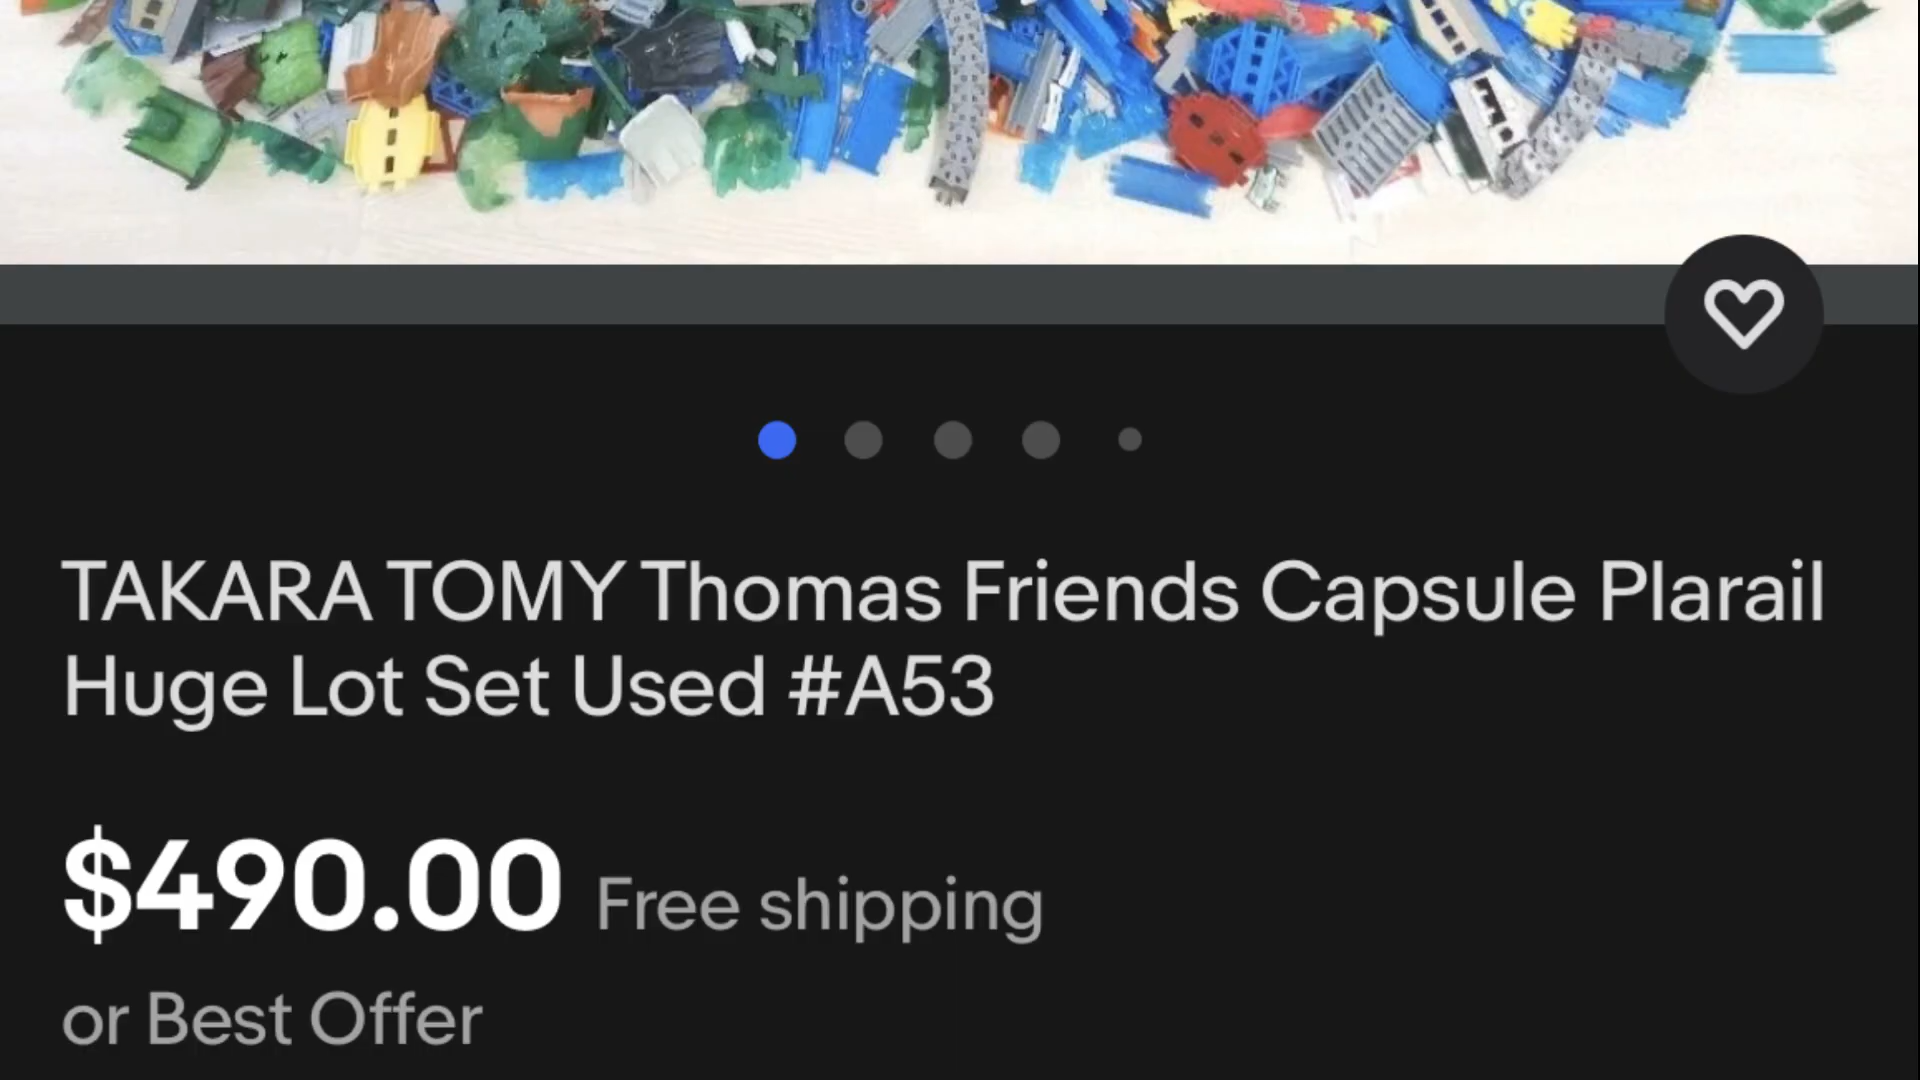 TAKARA TOMY Thomas Friends Capsule Plarail
Huge Lot Set Used #A53
$490.00 Free shipping
or Best Offer